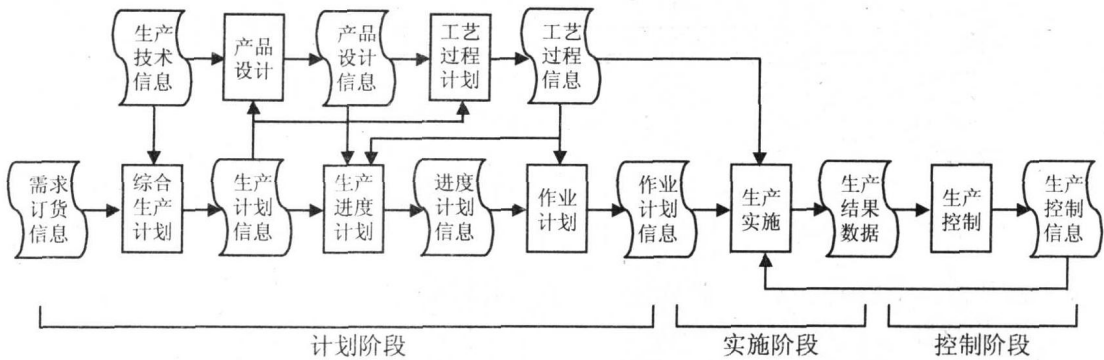 生产
技术
信息
产品
设计
产品
设计
信息
工艺
过程
计划
工艺
过程
信息
需求
订货
信息
综合
生产
计划
生产
计划
信息
生产
进度
计划
进度
计划
信息
作业
计划
作业
计划
信息
生产
实施
生产
结果
数据
生产
控制
生产
控制
信息
计划阶段
实施阶段
控制阶段